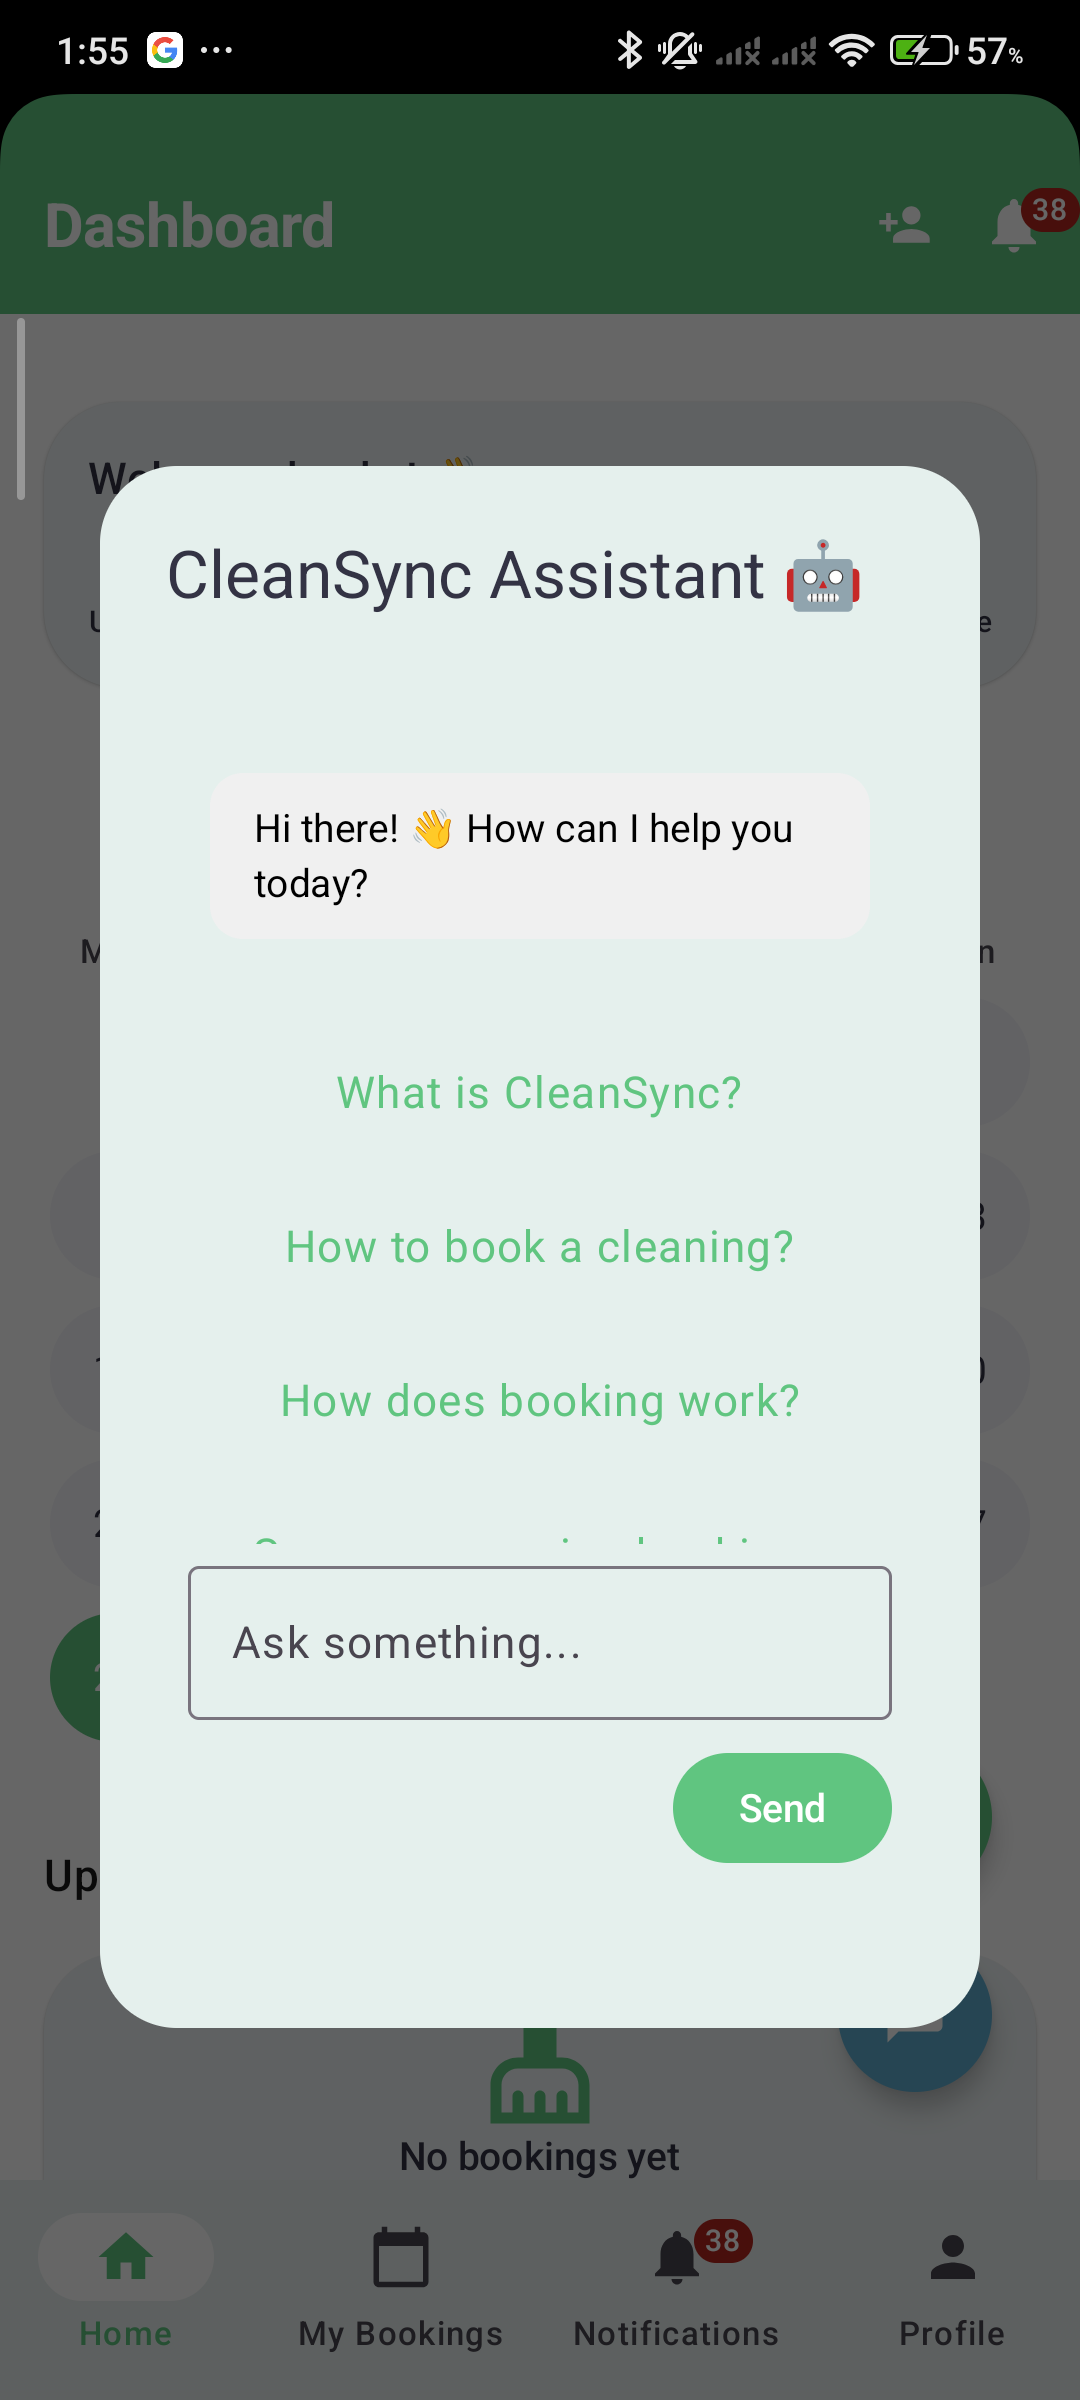 1:55
57%
Dashboard
38
CleanSync Assistant 🤖
Hi there! 👋 How can I help you
today?
What is CleanSync?
How to book a cleaning?
How does booking work?
Ask something...
Send
Up
No bookings yet
38
Home
My Bookings
Notifications
Profile